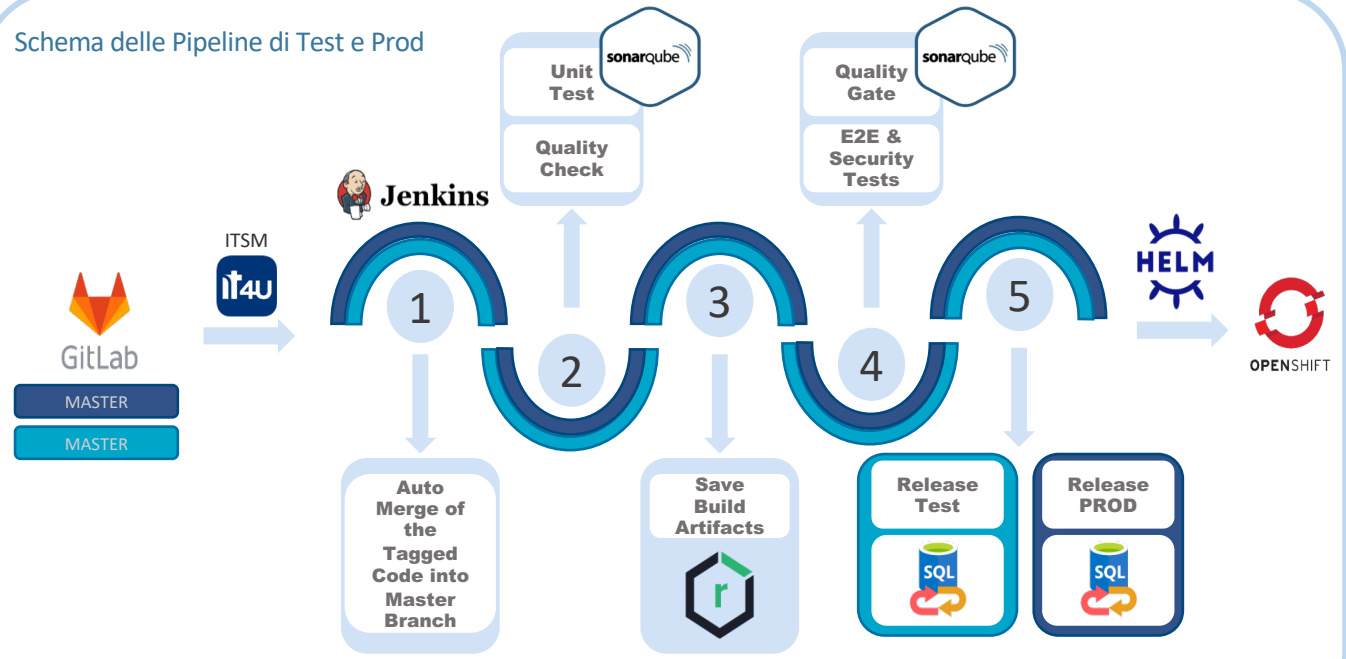 Schema delle Pipeline di Test e Prod
Unit
Test
sonarqube
Quality
Check
Quality
Gate
sonarqube
E2E &
Security
Tests
Jenkins
ITSM
IT4U
GitLab
MASTER
MASTER
1
2
3
4
5
HELM
OPENSHIFT
Auto
Merge of
the
Tagged
Code into
Master
Branch
Save
Build
Artifacts
r
Release
Test
SQL
Release
PROD
SQL